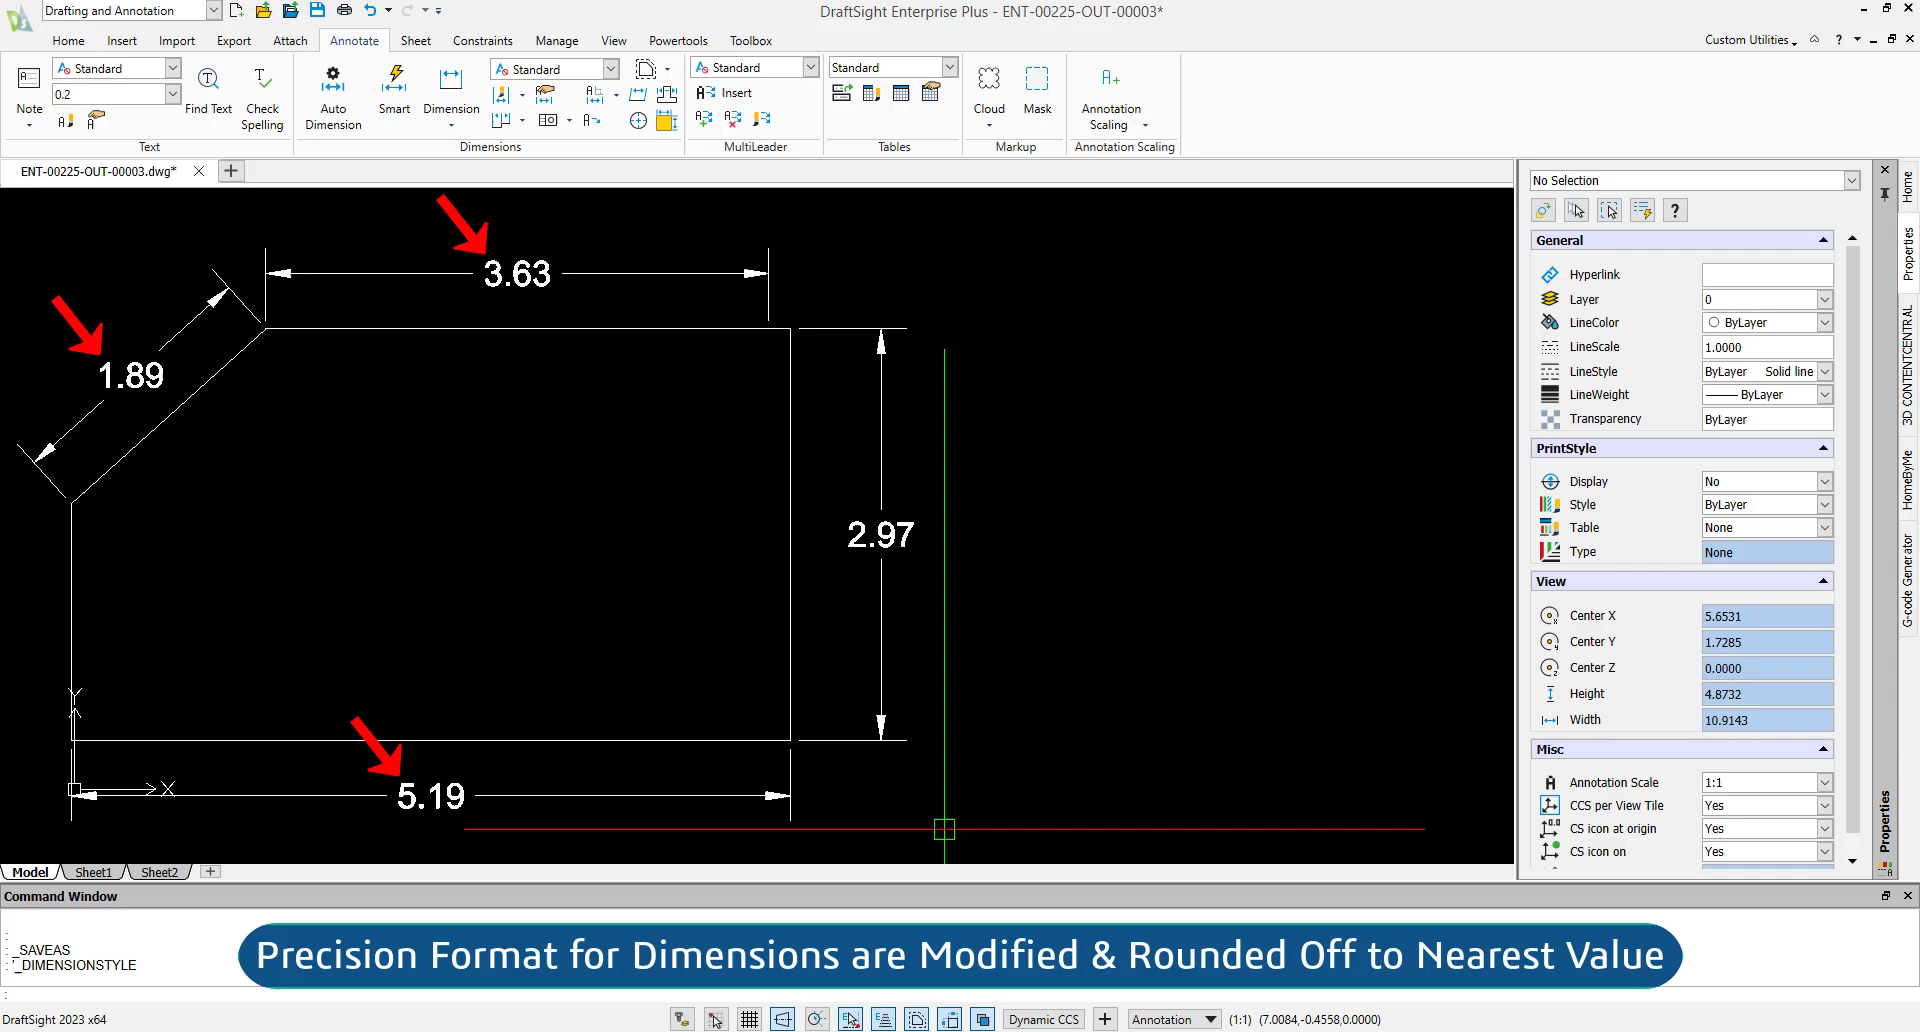 Drafting and Annotation
DraftSight Enterprise Plus - ENT-00225-OUT-00003*
Home Insert Import Export Attach Annotate Sheet Constraints Manage View Powertools Toolbox
Custom Utilities ?
Standard
0.2
Note
Find Text
Check Spelling
Text
Auto Dimension
Smart
Dimension
Standard
Dimensions
Standard
Insert
MultiLeader
Standard
Tables
Cloud
Mask
Markup
Annotation Scaling
Annotation Scaling
ENT-00225-OUT-00003.dwg*
3.63
1.89
2.97
5.19
Y
X
No Selection
?
General
Hyperlink
Layer 0
LineColor ByLayer
LineScale 1.0000
LineStyle ByLayer Solid line
LineWeight ByLayer
Transparency ByLayer
PrintStyle
Display No
Style ByLayer
Table None
Type None
View
Center X 5.6531
Center Y 1.7285
Center Z 0.0000
Height 4.8732
Width 10.9143
Misc
Annotation Scale 1:1
CCS per View Tile Yes
CS icon at origin Yes
CS icon on Yes
Properties
Home
Properties
3D CONTENTCENTRAL
HomeByMe
G-code Generator
Model Sheet1 Sheet2
Command Window
:
: _SAVEAS
: '_DIMENSIONSTYLE
:
Precision Format for Dimensions are Modified & Rounded Off to Nearest Value
DraftSight 2023 x64
Dynamic CCS
Annotation
(1:1) (7.0084,-0.4558,0.0000)